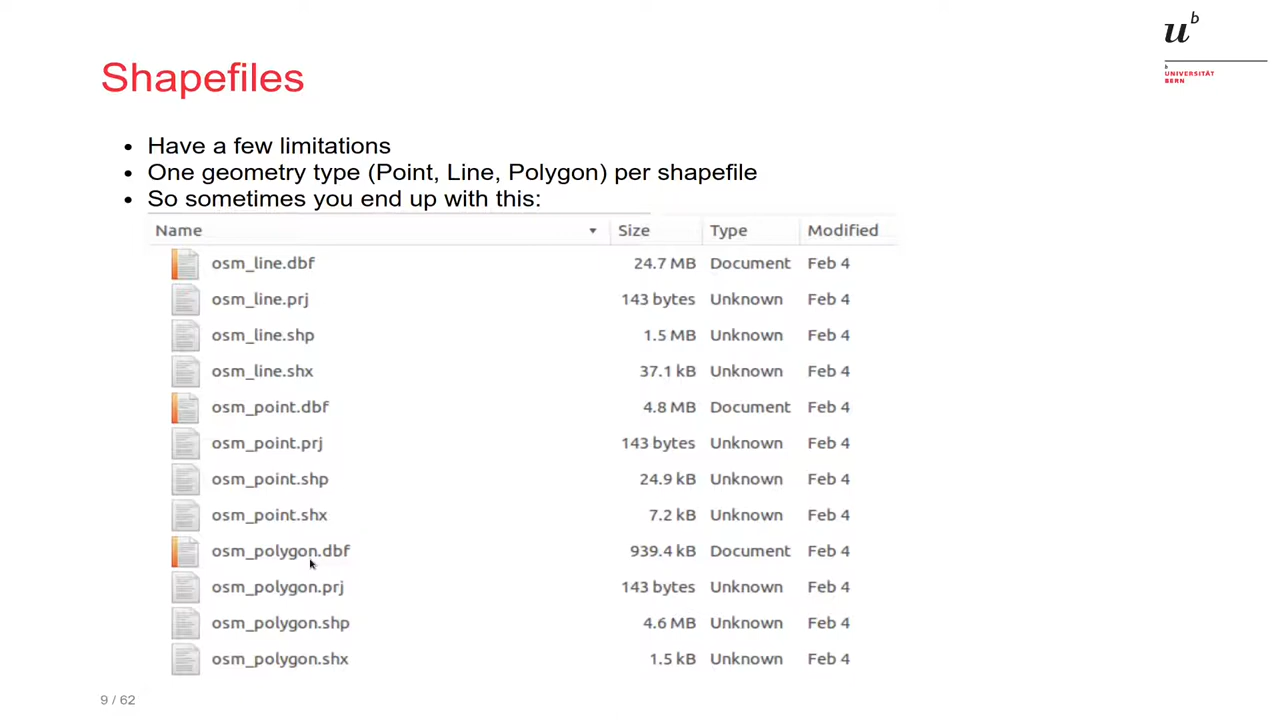 u b
b
UNIVERSITÄT
BERN
Shapefiles
• Have a few limitations
• One geometry type (Point, Line, Polygon) per shapefile
• So sometimes you end up with this:
Name Size Type Modified
osm_line.dbf 24.7 MB Document Feb 4
osm_line.prj 143 bytes Unknown Feb 4
osm_line.shp 1.5 MB Unknown Feb 4
osm_line.shx 37.1 kB Unknown Feb 4
osm_point.dbf 4.8 MB Document Feb 4
osm_point.prj 143 bytes Unknown Feb 4
osm_point.shp 24.9 kB Unknown Feb 4
osm_point.shx 7.2 kB Unknown Feb 4
osm_polygon.dbf 939.4 kB Document Feb 4
osm_polygon.prj 143 bytes Unknown Feb 4
osm_polygon.shp 4.6 MB Unknown Feb 4
osm_polygon.shx 1.5 kB Unknown Feb 4
9 / 62